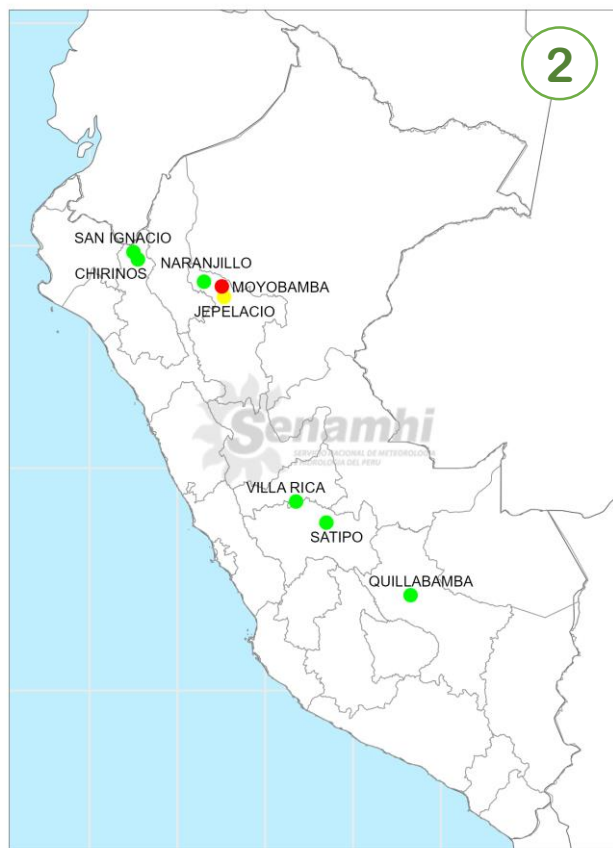 2
SAN IGNACIO
CHIRINOS
NARANJILLO
MOYOBAMBA
JEPELACIO
Senamhi
SERVICIO NACIONAL DE METEOROLOGÍA
E HIDROLOGÍA DEL PERÚ
VILLA RICA
SATIPO
QUILLABAMBA